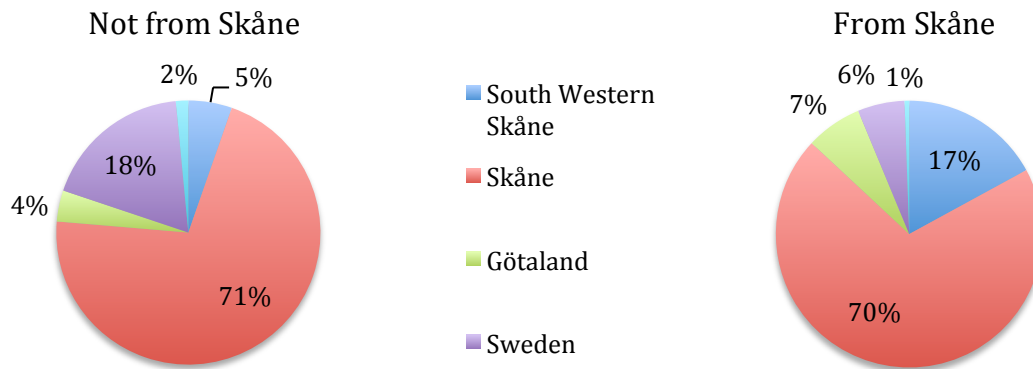 Not from Skåne
2%
5%
18%
4%
71%
South Western
Skåne
Skåne
Götaland
Sweden
From Skåne
6%
1%
7%
17%
70%